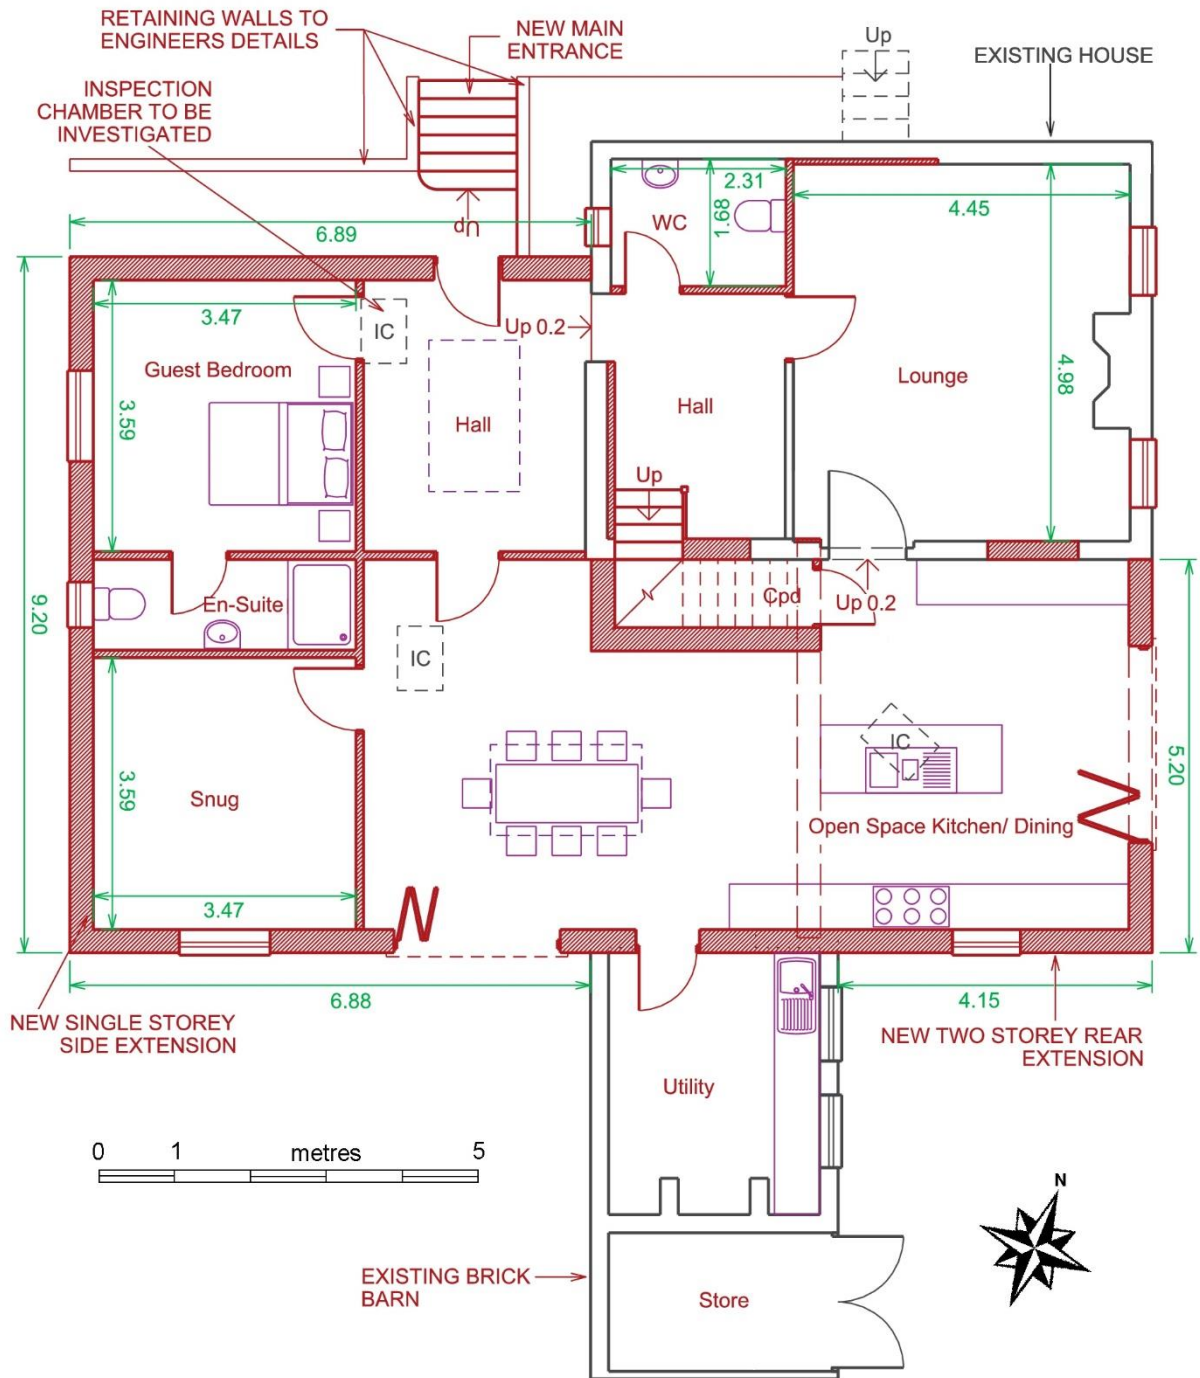 RETAINING WALLS TO
ENGINEERS DETAILS
NEW MAIN
ENTRANCE
Up
EXISTING HOUSE
INSPECTION
CHAMBER TO BE
INVESTIGATED
2.31
4.45
1.68
WC
Up
6.89
3.47
IC
Up 0.2
Guest Bedroom
Lounge
4.98
3.59
Hall
Hall
Up
9.20
En-Suite
Cpd
Up 0.2
IC
IC
5.20
3.59
Snug
Open Space Kitchen/ Dining
3.47
6.88
4.15
NEW SINGLE STOREY
SIDE EXTENSION
NEW TWO STOREY REAR
EXTENSION
Utility
0 1 metres 5
N
EXISTING BRICK
BARN
Store